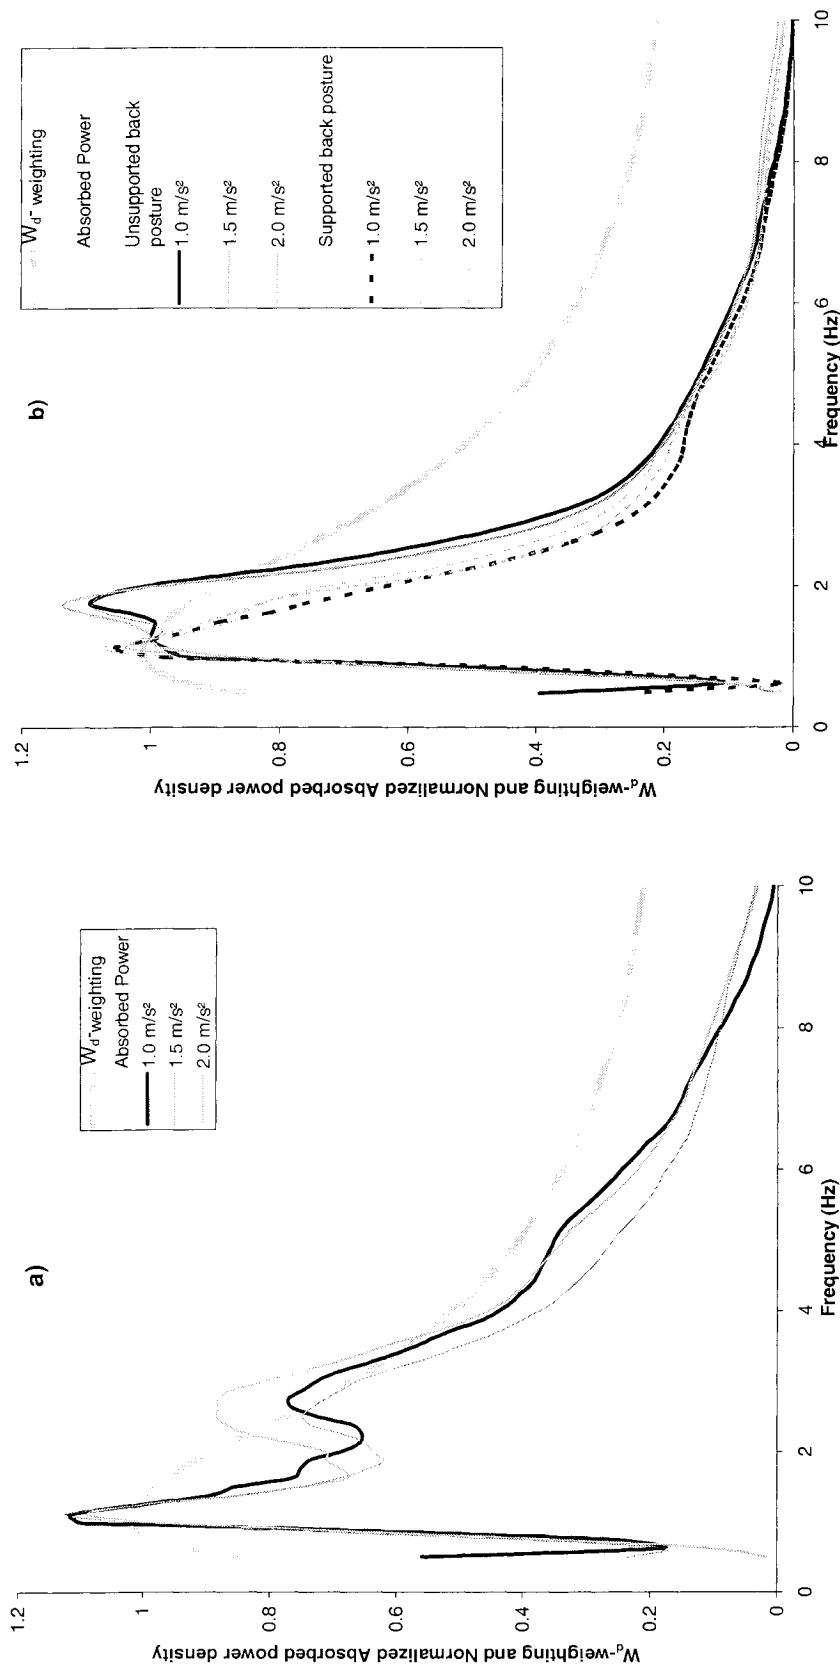 a)
W_d-weighting
Absorbed Power
1.0 m/s²
1.5 m/s²
2.0 m/s²
W_d-weighting and Normalized Absorbed power density
1.2
1
0.8
0.6
0.4
0.2
0
0
2
4
6
8
10
Frequency (Hz)
b)
W_d- weighting
Absorbed Power
Unsupported back
posture
1.0 m/s²
1.5 m/s²
2.0 m/s²
Supported back posture
1.0 m/s²
1.5 m/s²
2.0 m/s²
W_d-weighting and Normalized Absorbed power density
1.2
1
0.8
0.6
0.4
0.2
0
0
2
4
6
8
10
Frequency (Hz)